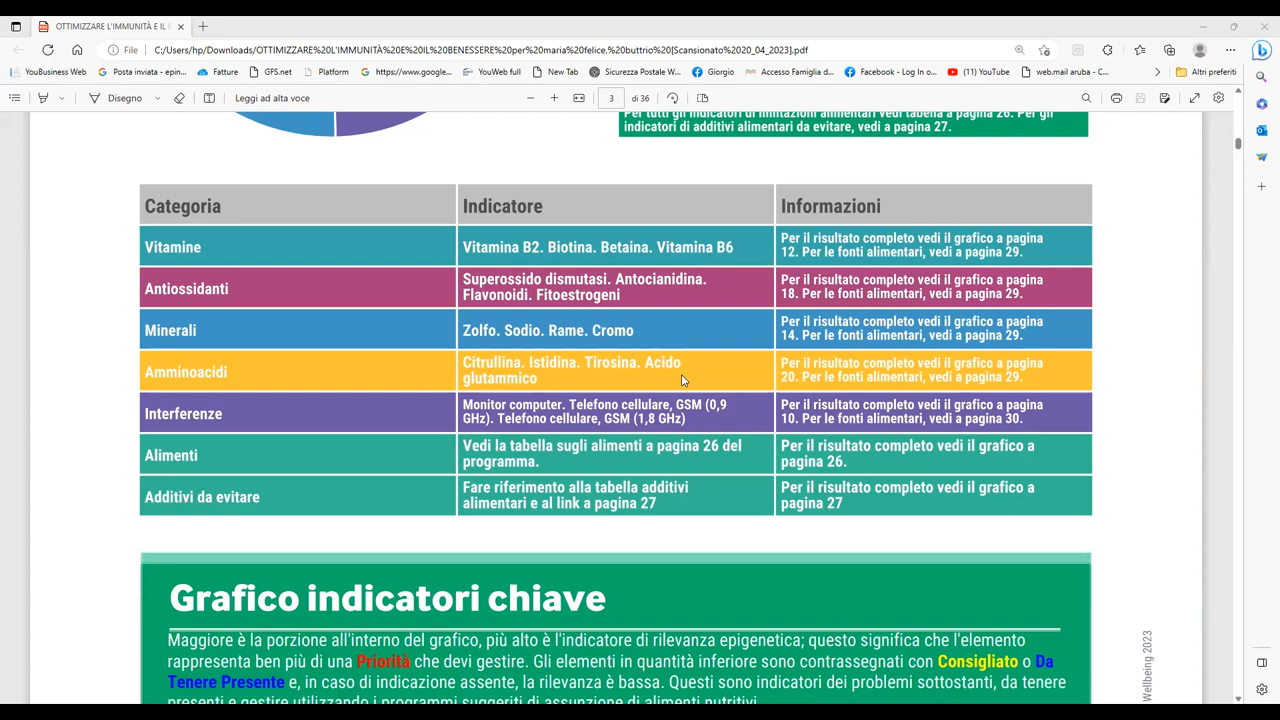 OTTIMIZZARE L'IMMUNITÀ E IL B
File
C:/Users/hp/Downloads/OTTIMIZZARE%20L'IMMUNITÀ%20E%20IL%20BENESSERE%20per%20maria%20felice.%20buttrio%20[Scansionato%2020_04_2023].pdf
YouBusiness Web
Posta inviata - epin...
Fatture
GFS.net
Platform
https://www.google...
YouWeb full
New Tab
Sicurezza Postale W...
Giorgio
Accesso Famiglia d...
Facebook - Log In o...
(11) YouTube
web.mail aruba - C...
Altri preferiti
Disegno
Leggi ad alta voce
3 di 36
Per tutti gli indicatori di limitazioni alimentari vedi tabella a pagina 26. Per gli
indicatori di additivi alimentari da evitare, vedi a pagina 27.
Categoria
Indicatore
Informazioni
Vitamine
Vitamina B2. Biotina. Betaina. Vitamina B6
Per il risultato completo vedi il grafico a pagina
12. Per le fonti alimentari, vedi a pagina 29.
Antiossidanti
Superossido dismutasi. Antocianidina.
Flavonoidi. Fitoestrogeni
Per il risultato completo vedi il grafico a pagina
18. Per le fonti alimentari, vedi a pagina 29.
Minerali
Zolfo. Sodio. Rame. Cromo
Per il risultato completo vedi il grafico a pagina
14. Per le fonti alimentari, vedi a pagina 29.
Amminoacidi
Citrullina. Istidina. Tirosina. Acido
glutammico
Per il risultato completo vedi il grafico a pagina
20. Per le fonti alimentari, vedi a pagina 29.
Interferenze
Monitor computer. Telefono cellulare, GSM (0,9
GHz). Telefono cellulare, GSM (1,8 GHz)
Per il risultato completo vedi il grafico a pagina
10. Per le fonti alimentari, vedi a pagina 30.
Alimenti
Vedi la tabella sugli alimenti a pagina 26 del
programma.
Per il risultato completo vedi il grafico a
pagina 26.
Additivi da evitare
Fare riferimento alla tabella additivi
alimentari e al link a pagina 27
Per il risultato completo vedi il grafico a
pagina 27
Grafico indicatori chiave
Maggiore è la porzione all'interno del grafico, più alto è l'indicatore di rilevanza epigenetica; questo significa che l'elemento
rappresenta ben più di una Priorità che devi gestire. Gli elementi in quantità inferiore sono contrassegnati con Consigliato o Da
Tenere Presente e, in caso di indicazione assente, la rilevanza è bassa. Questi sono indicatori dei problemi sottostanti, da tenere
presenti e gestire utilizzando i programmi suggeriti di assunzione di alimenti nutritivi.
Wellbeing 2023